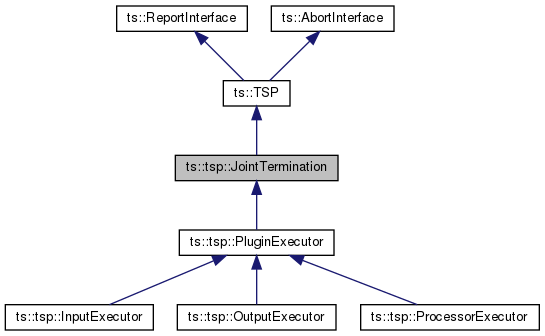 ts::ReportInterface
ts::AbortInterface
ts::TSP
ts::tsp::JointTermination
ts::tsp::PluginExecutor
ts::tsp::InputExecutor
ts::tsp::OutputExecutor
ts::tsp::ProcessorExecutor